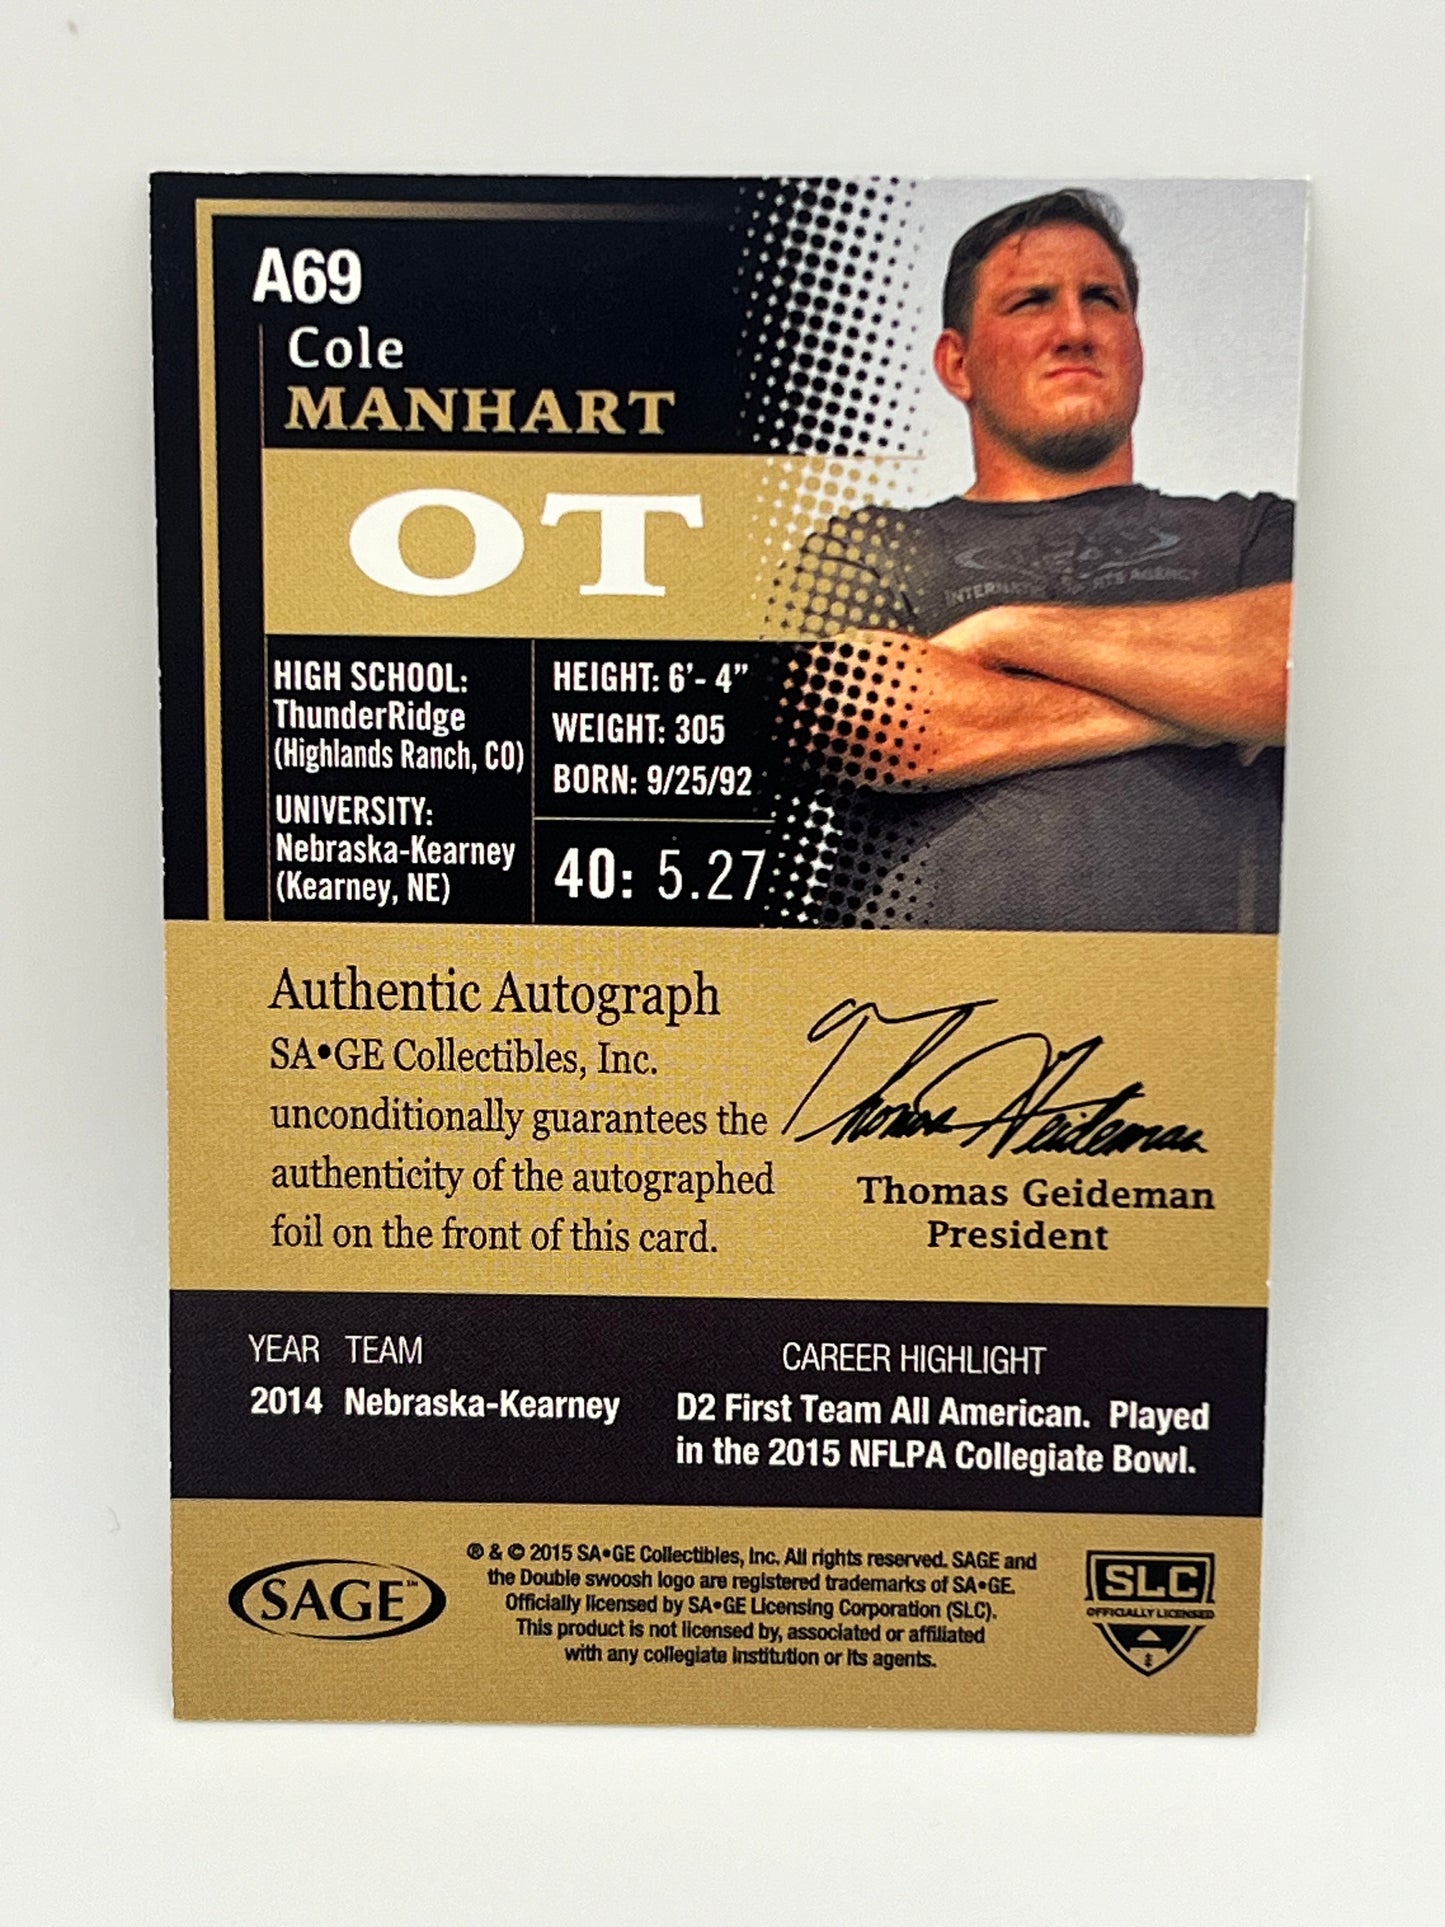 A69
Cole
MANHART
OT
HIGH SCHOOL:
ThunderRidge
(Highlands Ranch, CO)
UNIVERSITY:
Nebraska-Kearney
(Kearney, NE)
HEIGHT: 6’- 4”
WEIGHT: 305
BORN: 9/25/92
40: 5.27
Authentic Autograph
SA•GE Collectibles, Inc.
unconditionally guarantees the
authenticity of the autographed
foil on the front of this card.
Thomas Geideman
Thomas Geideman
President
YEAR TEAM
2014 Nebraska-Kearney
CAREER HIGHLIGHT
D2 First Team All American. Played
in the 2015 NFLPA Collegiate Bowl.
SAGE™
® & © 2015 SA•GE Collectibles, Inc. All rights reserved. SAGE and
the Double swoosh logo are registered trademarks of SA•GE.
Officially licensed by SA•GE Licensing Corporation (SLC).
This product is not licensed by, associated or affiliated
with any collegiate institution or its agents.
SLC
OFFICIALLY LICENSED